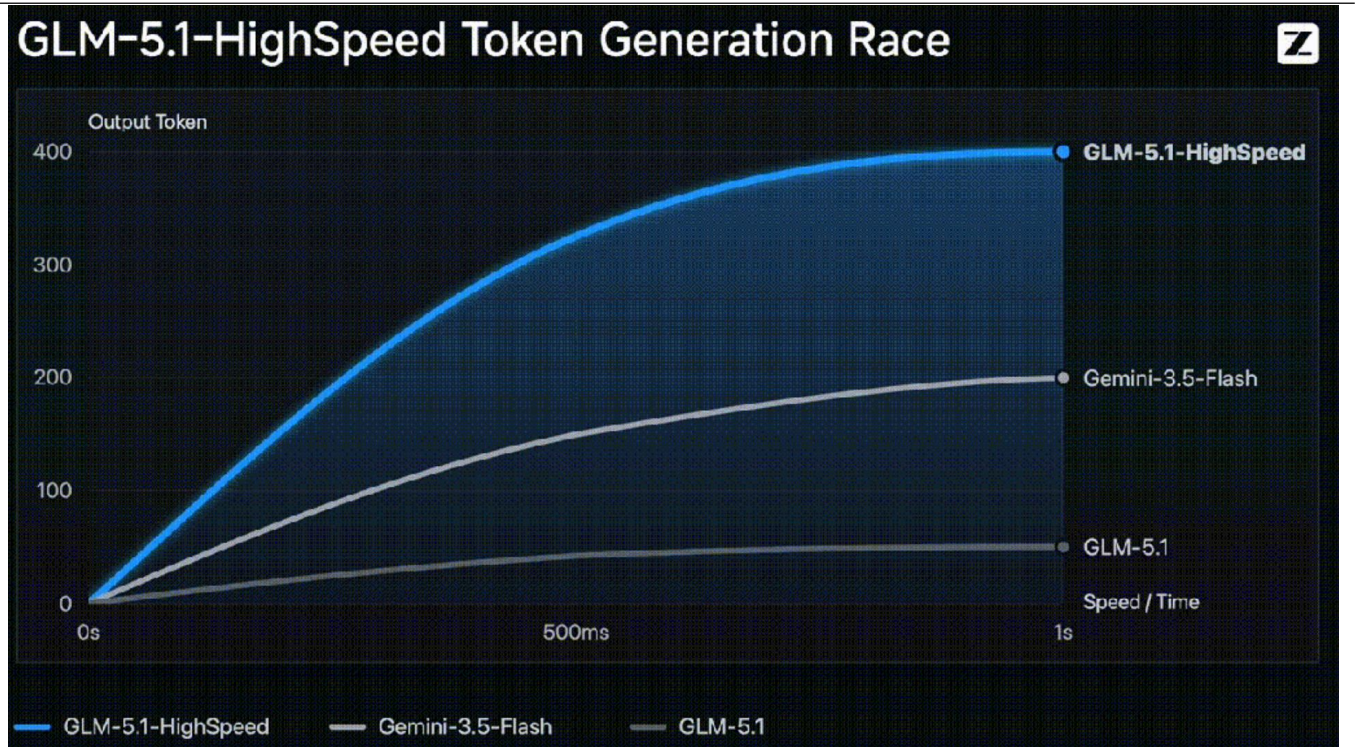 GLM-5.1-HighSpeed Token Generation Race
Z
Output Token
400
GLM-5.1-HighSpeed
300
200
Gemini-3.5-Flash
100
GLM-5.1
0
Speed / Time
0s 500ms 1s
GLM-5.1-HighSpeed Gemini-3.5-Flash GLM-5.1